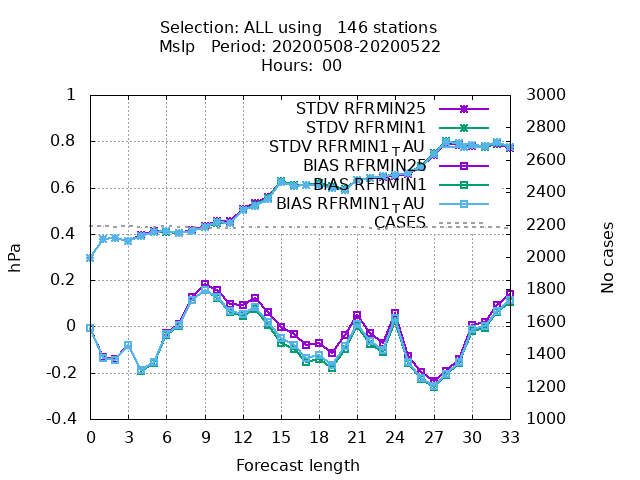 Selection: ALL using   146 stations
Mslp   Period: 20200508-20200522
Hours: 00
1
0.8
0.6
0.4
0.2
0
-0.2
-0.4
hPa
3000
2800
2600
2400
2200
2000
1800
1600
1400
1200
1000
No cases
STDV RFRMIN25
STDV RFRMIN1
STDV RFRMIN1TAU
BIAS RFRMIN25
BIAS RFRMIN1
BIAS RFRMIN1TAU
CASES
0 3 6 9 12 15 18 21 24 27 30 33
Forecast length